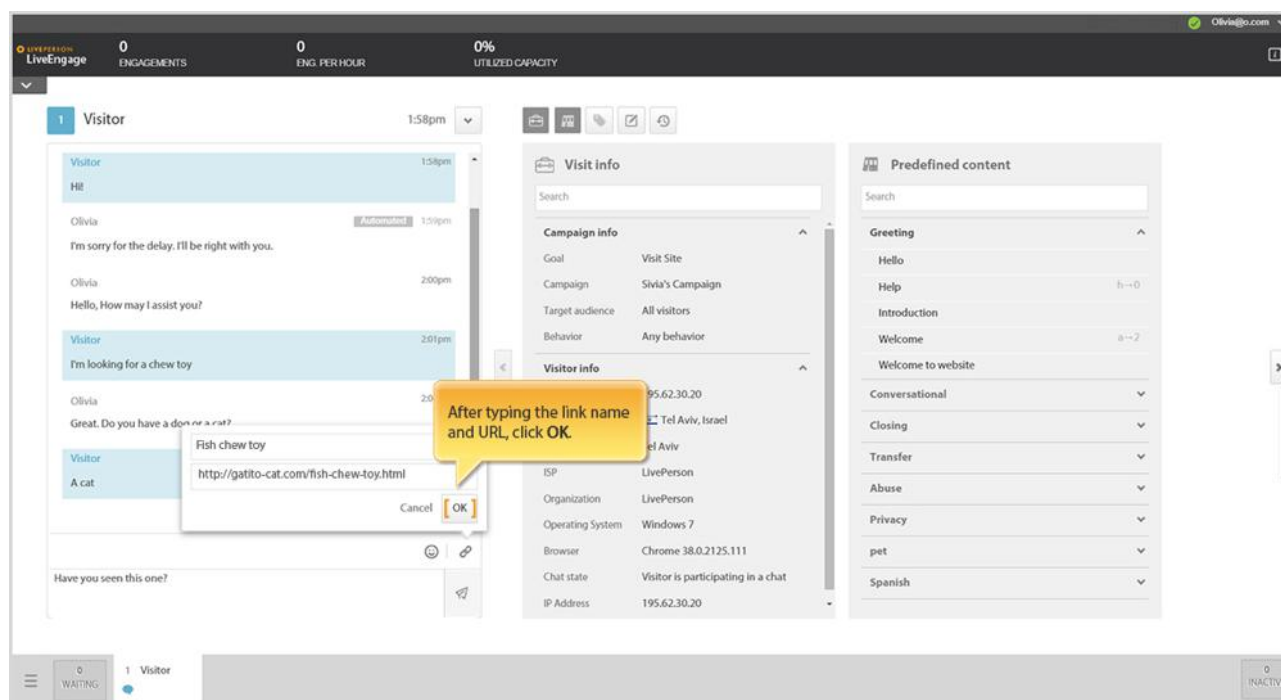 Olivia@o.com
LIVEPERSON
LiveEngage
0
ENGAGEMENTS
0
ENG. PER HOUR
0%
UTILIZED CAPACITY
1 Visitor 1:58pm
Visitor 1:58pm
Hi!
Olivia Automated 1:59pm
I'm sorry for the delay. I'll be right with you.
Olivia 2:00pm
Hello, How may I assist you?
Visitor 2:01pm
I'm looking for a chew toy
Olivia
Great. Do you have a dog or a cat?
Visitor
A cat
Fish chew toy
http://gatito-cat.com/fish-chew-toy.html
Cancel [OK]
After typing the link name
and URL, click OK.
Have you seen this one?
Visit info
Search
Campaign info
Goal Visit Site
Campaign Sivia's Campaign
Target audience All visitors
Behavior Any behavior
Visitor info
195.62.30.20
Tel Aviv, Israel
Tel Aviv
ISP LivePerson
Organization LivePerson
Operating System Windows 7
Browser Chrome 38.0.2125.111
Chat state Visitor is participating in a chat
IP Address 195.62.30.20
Predefined content
Search
Greeting
Hello
Help h→0
Introduction
Welcome a→2
Welcome to website
Conversational
Closing
Transfer
Abuse
Privacy
pet
Spanish
0
WAITING
1 Visitor
0